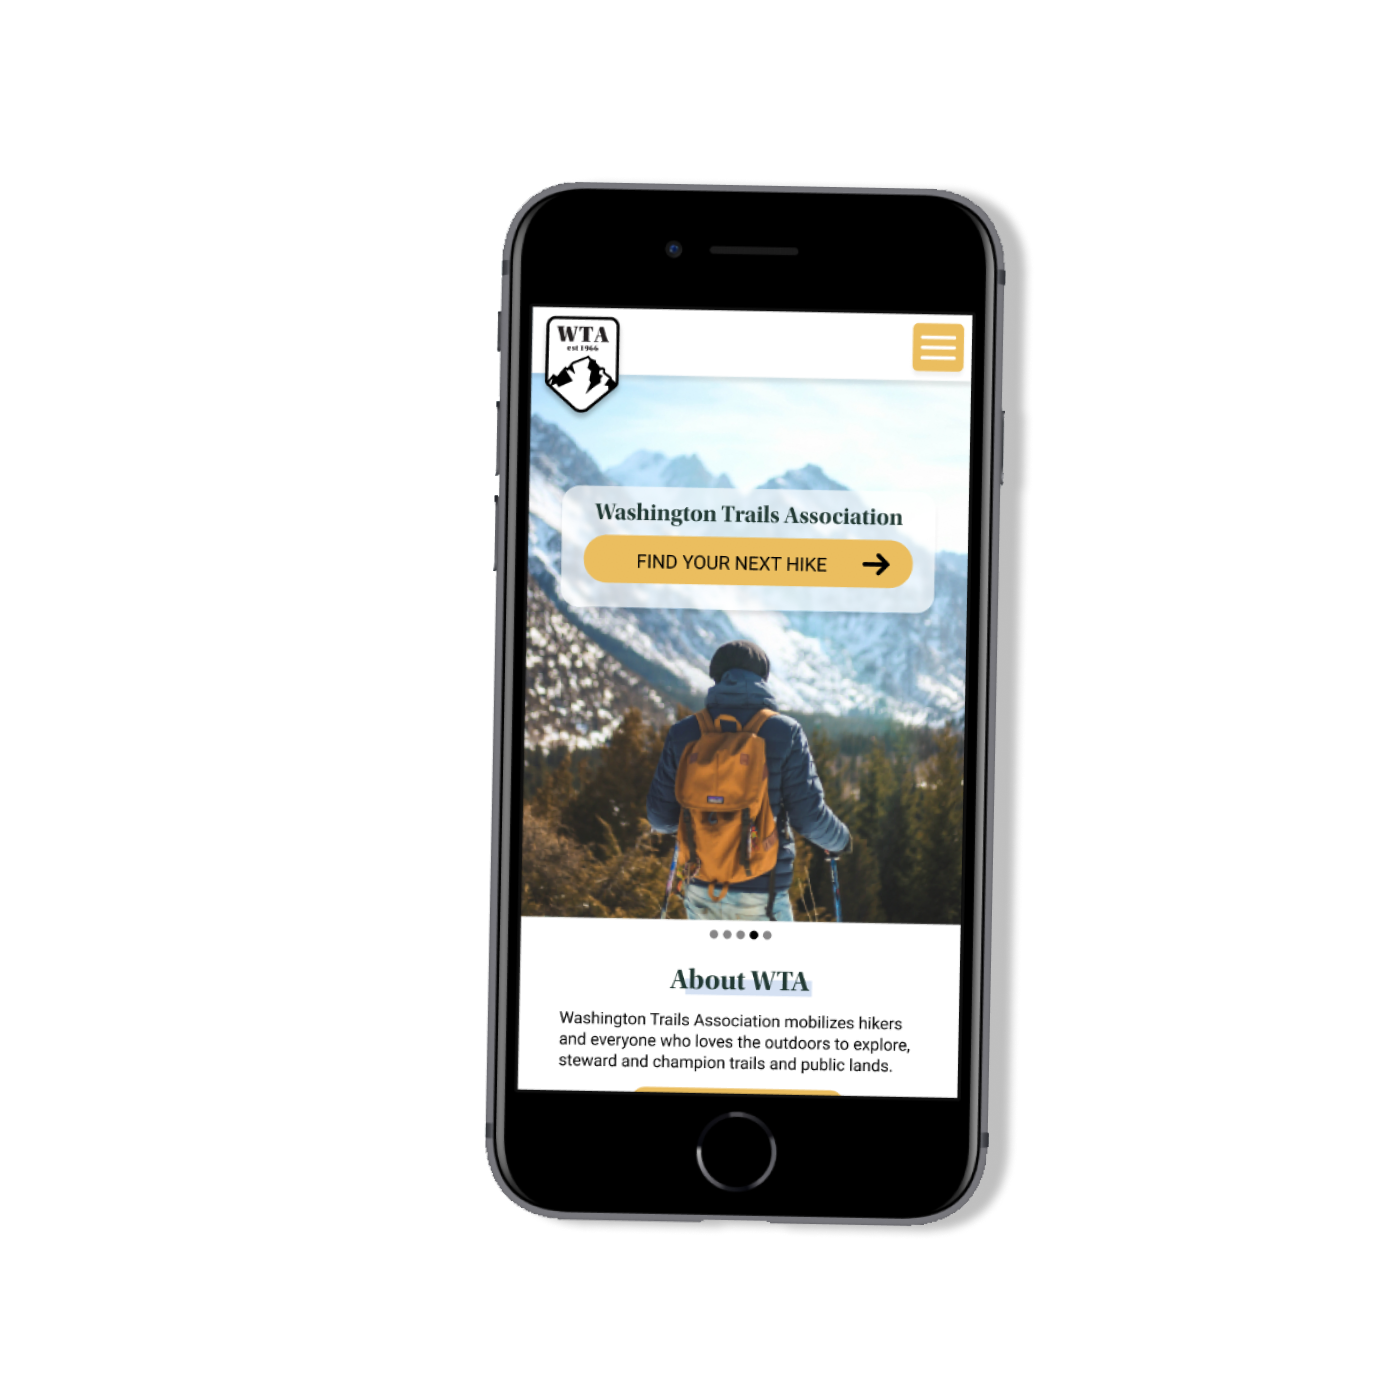 WTA
est 1966
Washington Trails Association
FIND YOUR NEXT HIKE
About WTA
Washington Trails Association mobilizes hikers
and everyone who loves the outdoors to explore,
steward and champion trails and public lands.